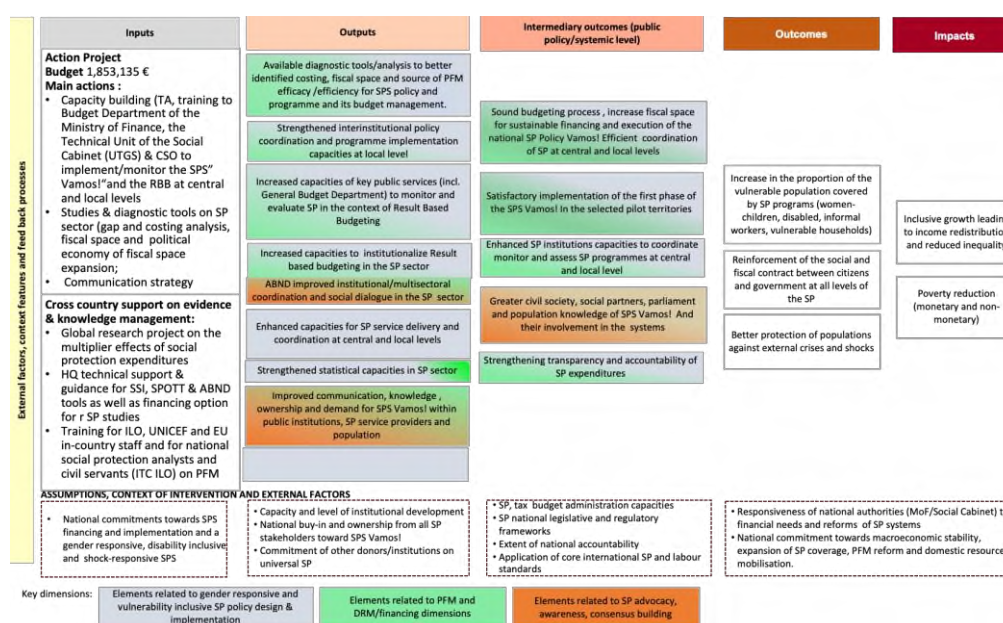 External factors, context features and feed back processes
Inputs
Action Project
Budget 1,853,135 €
Main actions :
• Capacity building (TA, training to
Budget Department of the
Ministry of Finance, the
Technical Unit of the Social
Cabinet (UTGS) & CSO to
implement/monitor the SPS"
Vamos!"and the RBB at central
and local levels
• Studies & diagnostic tools on SP
sector (gap and costing analysis,
fiscal space and political
economy of fiscal space
expansion;
• Communication strategy
Cross country support on evidence
& knowledge management:
• Global research project on the
multiplier effects of social
protection expenditures
• HQ technical support &
guidance for SSI, SPOTT & ABND
tools as well as financing option
for r SP studies
• Training for ILO, UNICEF and EU
in-country staff and for national
social protection analysts and
civil servants (ITC ILO) on PFM
Outputs
Available diagnostic tools/analysis to better
identified costing, fiscal space and source of PFM
efficacy /efficiency for SPS policy and
programme and its budget management.
Strengthened interinstitutional policy
coordination and programme implementation
capacities at local level
Increased capacities of key public services (incl.
General Budget Department) to monitor and
evaluate SP in the context of Result Based
Budgeting
Increased capacities to institutionalize Result
based budgeting in the SP sector
ABND improved institutional/multisectoral
coordination and social dialogue in the SP sector
Enhanced capacities for SP service delivery and
coordination at central and local levels
Strengthened statistical capacities in SP sector
Improved communication, knowledge ,
ownership and demand for SPS Vamos! within
public institutions, SP service providers and
population
Intermediary outcomes (public
policy/systemic level)
Sound budgeting process , increase fiscal space
for sustainable financing and execution of the
national SP Policy Vamos! Efficient coordination
of SP at central and local levels
Satisfactory implementation of the first phase of
the SPS Vamos! In the selected pilot territories
Enhanced SP institutions capacities to coordinate
monitor and assess SP programmes at central
and local level
Greater civil society, social partners, parliament
and population knowledge of SPS Vamos! And
their involvement in the systems
Strengthening transparency and accountability of
SP expenditures
Outcomes
Increase in the proportion of the
vulnerable population covered
by SP programs (women-
children, disabled, informal
workers, vulnerable households)
Reinforcement of the social and
fiscal contract between citizens
and government at all levels of
the SP
Better protection of populations
against external crises and shocks
Impacts
Inclusive growth leadin
to income redistributio
and reduced inequality
Poverty reduction
(monetary and non-
monetary)
ASSUMPTIONS, CONTEXT OF INTERVENTION AND EXTERNAL FACTORS
• National commitments towards SPS
financing and implementation and a
gender responsive, disability inclusive
and shock-responsive SPS
• Capacity and level of institutional development
• National buy-in and ownership from all SP
stakeholders toward SPS Vamos!
• Commitment of other donors/institutions on
universal SP
• SP, tax budget administration capacities
• SP national legislative and regulatory
frameworks
• Extent of national accountability
• Application of core international SP and labour
standards
• Responsiveness of national authorities (MoF/Social Cabinet) t
financial needs and reforms of SP systems
• National commitment towards macroeconomic stability,
expansion of SP coverage, PFM reform and domestic resource
mobilisation.
Key dimensions:
Elements related to gender responsive and
vulnerability inclusive SP policy design &
implementation
Elements related to PFM and
DRM/financing dimensions
Elements related to SP advocacy,
awareness, consensus building